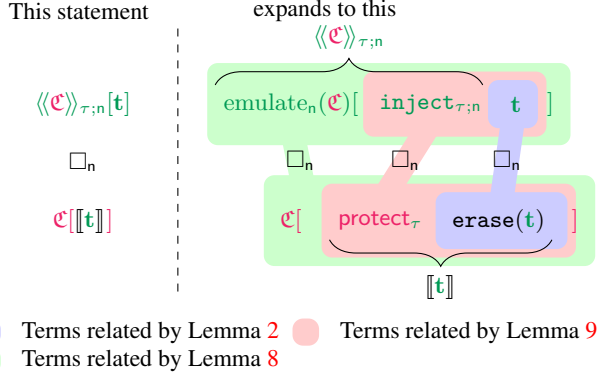 This statement expands to this
⟪ℭ⟫τ;n
⟪ℭ⟫τ;n[t] emulateₙ(ℭ)[ injectτ;n t ]
□ₙ □ₙ □ₙ □ₙ
ℭ[⟦t⟧] ℭ[ protectτ erase(t) ]
⟦t⟧
Terms related by Lemma 2 Terms related by Lemma 9
Terms related by Lemma 8